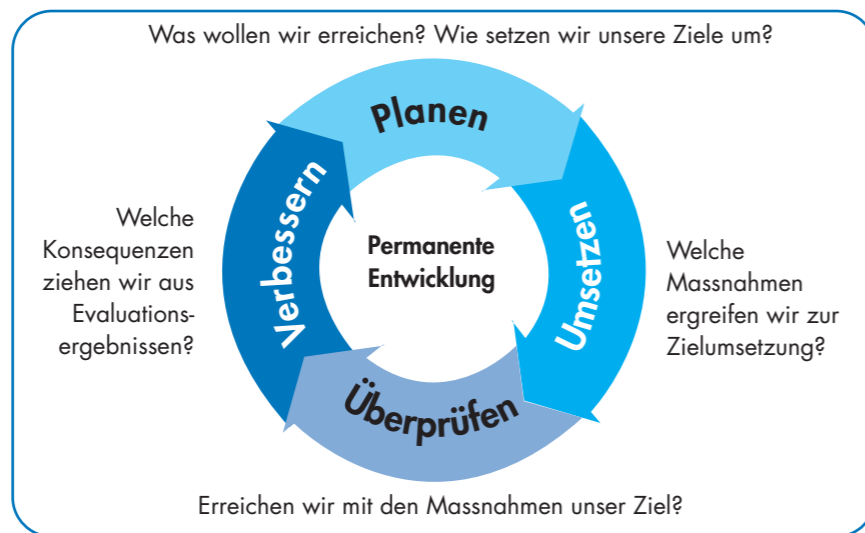 Was wollen wir erreichen? Wie setzen wir unsere Ziele um?
Planen
Umsetzen
Welche
Massnahmen
ergreifen wir zur
Zielumsetzung?
Überprüfen
Erreichen wir mit den Massnahmen unser Ziel?
Verbessern
Welche
Konsequenzen
ziehen wir aus
Evaluations-
ergebnissen?
Permanente
Entwicklung